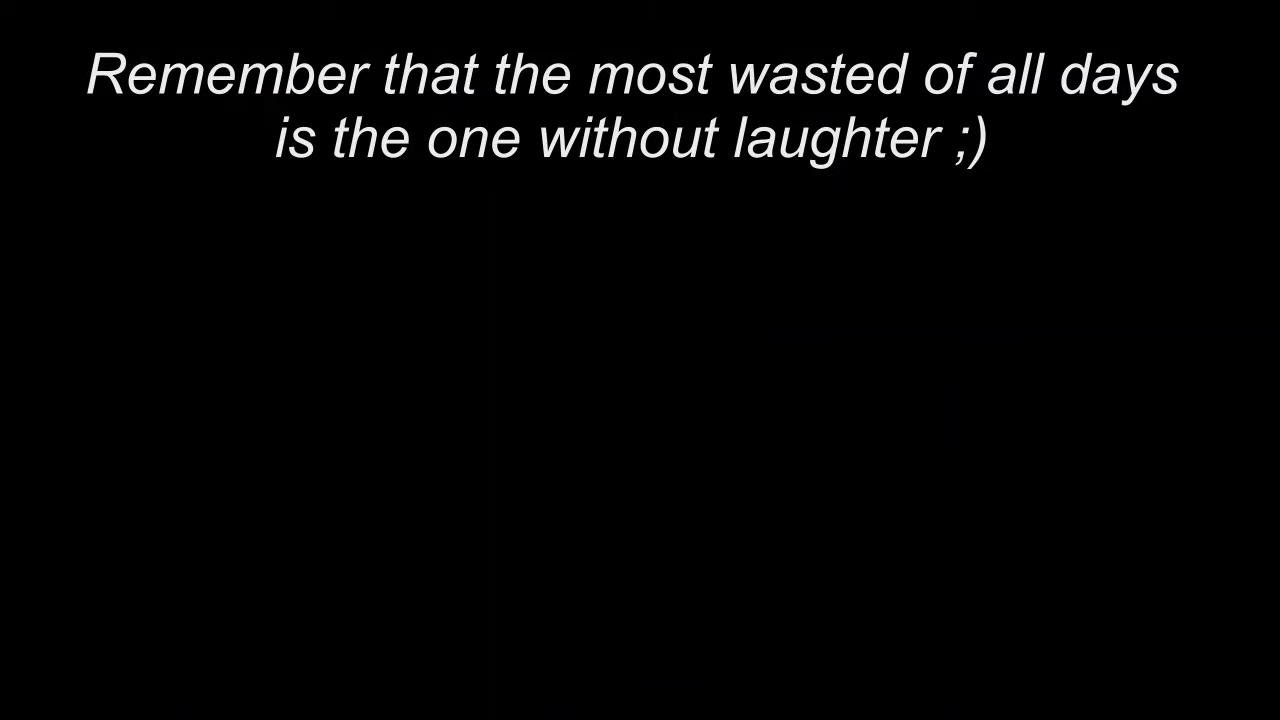 Remember that the most wasted of all days
is the one without laughter ;)